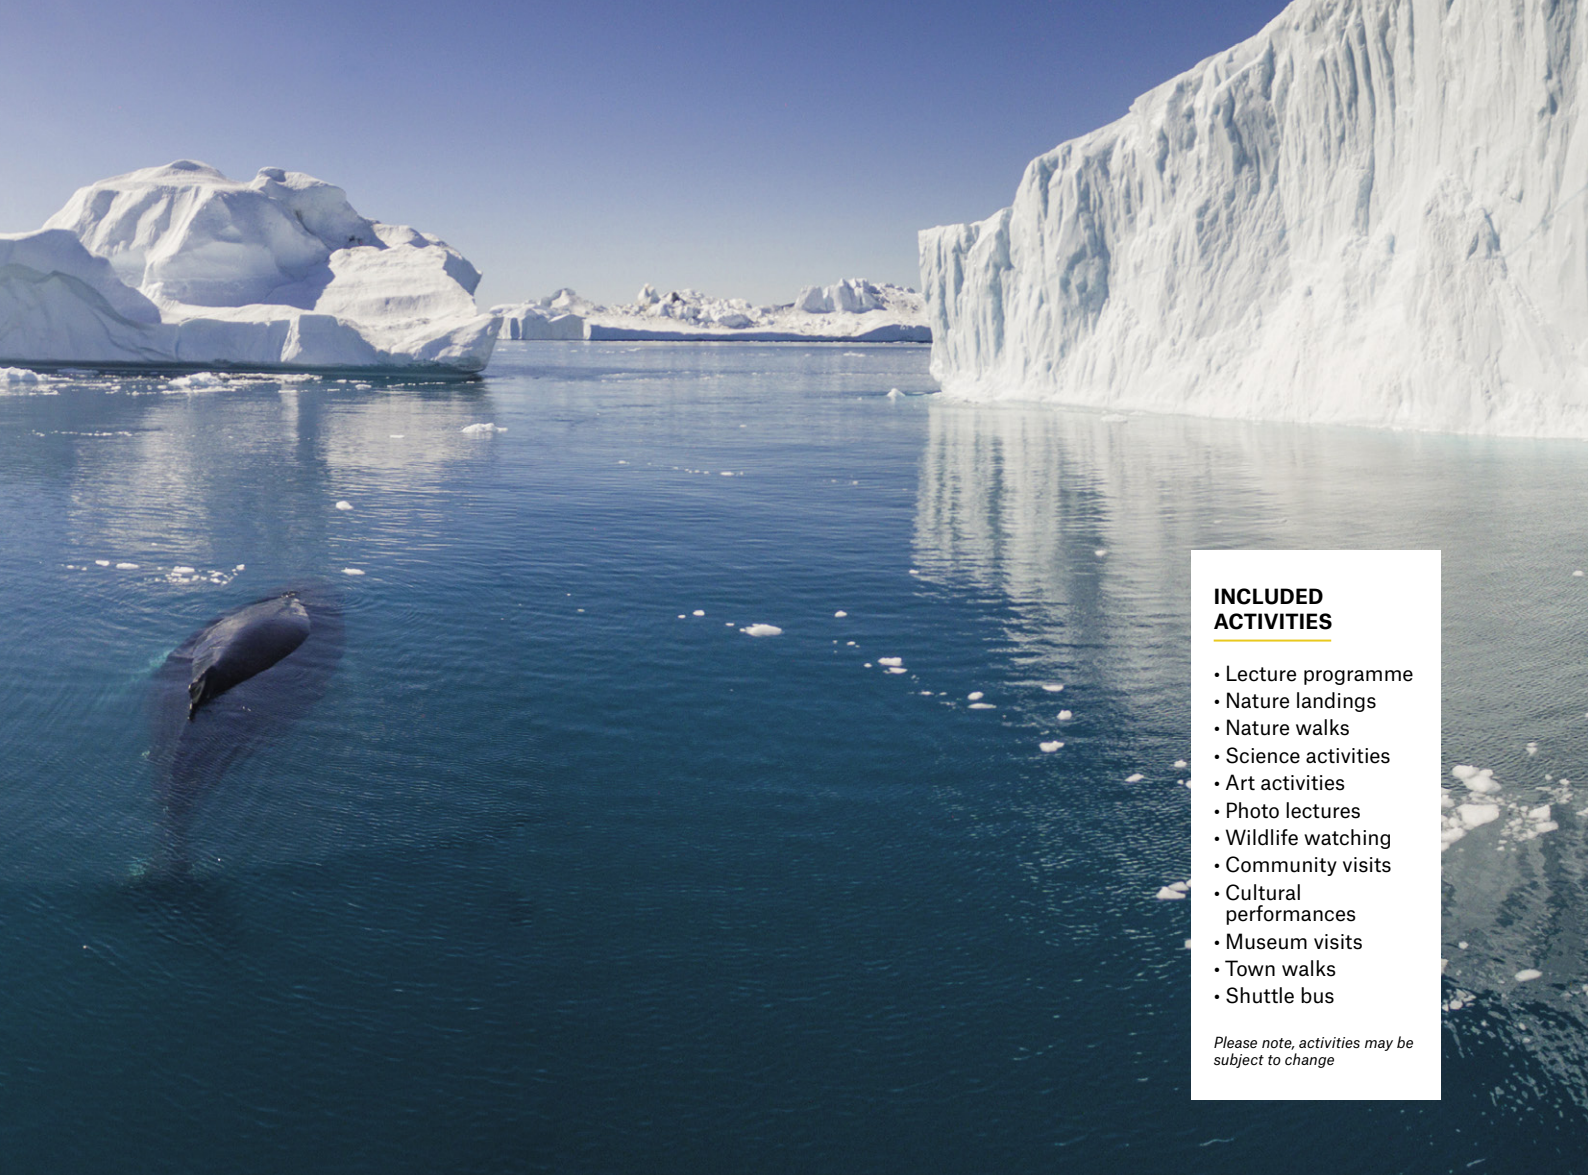 INCLUDED
ACTIVITIES
• Lecture programme
• Nature landings
• Nature walks
• Science activities
• Art activities
• Photo lectures
• Wildlife watching
• Community visits
• Cultural
performances
• Museum visits
• Town walks
• Shuttle bus
Please note, activities may be
subject to change